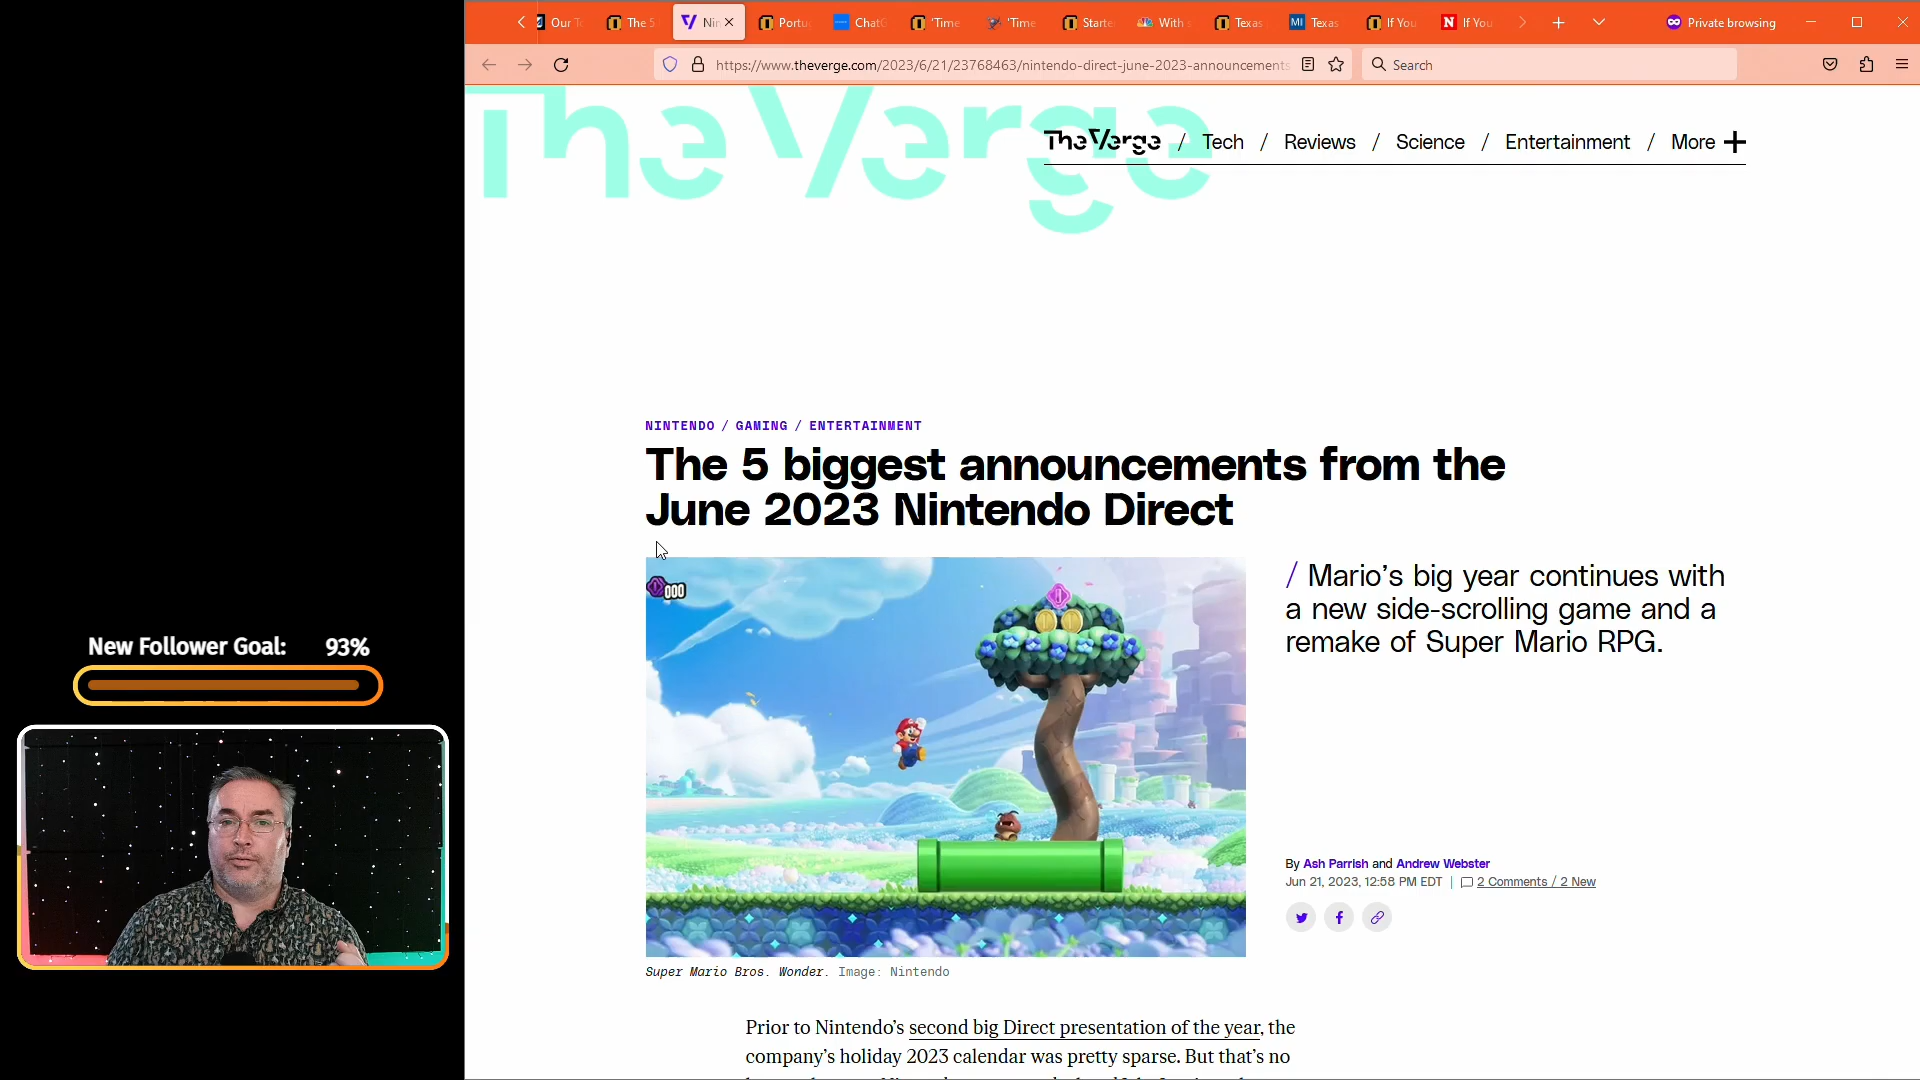 Our T
The 5
Nin
Portu
ChatG
'Time
'Time
Starte
With
Texas
MI Texas
If You
N If You
Private browsing
https://www.theverge.com/2023/6/21/23768463/nintendo-direct-june-2023-announcements
Search
The Verge
The Verge / Tech / Reviews / Science / Entertainment / More
NINTENDO / GAMING / ENTERTAINMENT
The 5 biggest announcements from the
June 2023 Nintendo Direct
000
/ Mario’s big year continues with
a new side-scrolling game and a
remake of Super Mario RPG.
New Follower Goal: 93%
By Ash Parrish and Andrew Webster
Jun 21, 2023, 12:58 PM EDT | 2 Comments / 2 New
Super Mario Bros. Wonder. Image: Nintendo
Prior to Nintendo’s second big Direct presentation of the year, the
company’s holiday 2023 calendar was pretty sparse. But that’s no